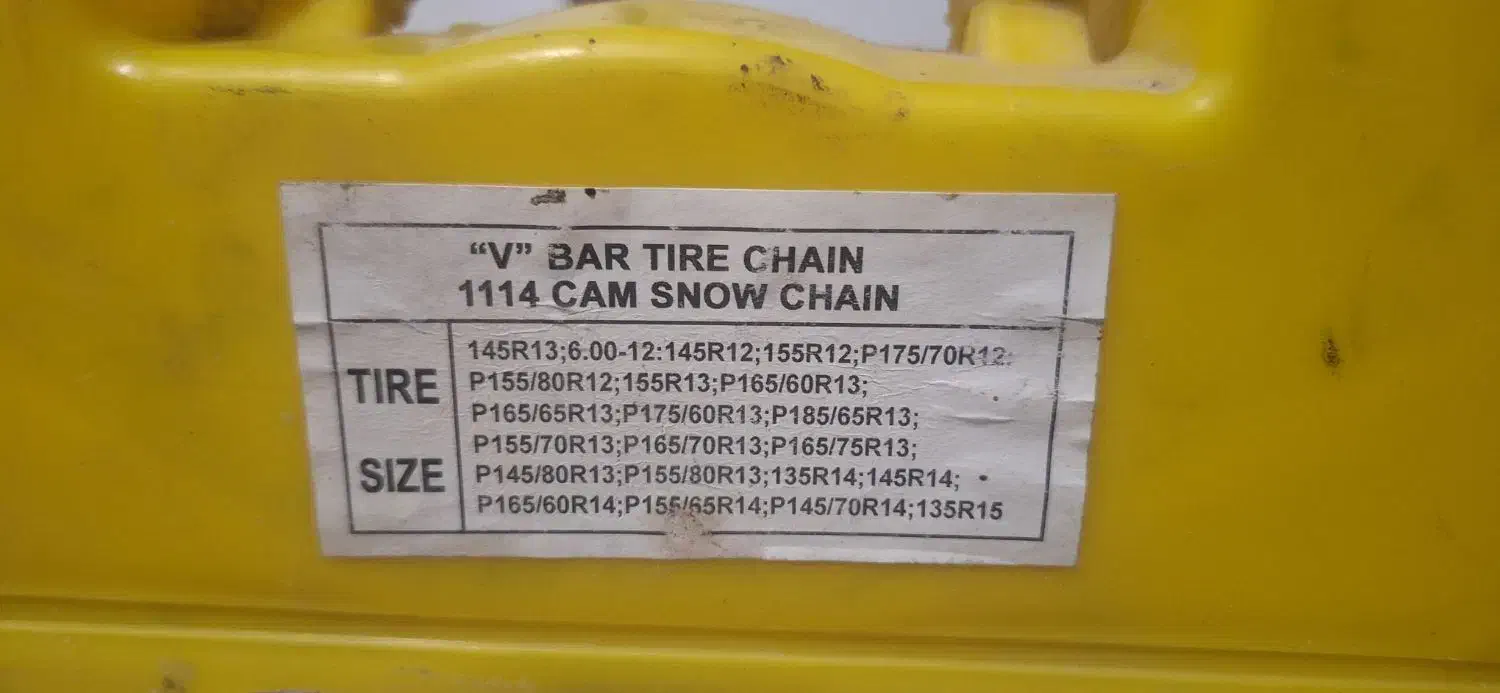 “V” BAR TIRE CHAIN
1114 CAM SNOW CHAIN
TIRE
SIZE
145R13;6.00-12:145R12;155R12;P175/70R12;
P155/80R12;155R13;P165/60R13;
P165/65R13;P175/60R13;P185/65R13;
P155/70R13;P165/70R13;P165/75R13;
P145/80R13;P155/80R13;135R14;145R14;
P165/60R14;P155/65R14;P145/70R14;135R15